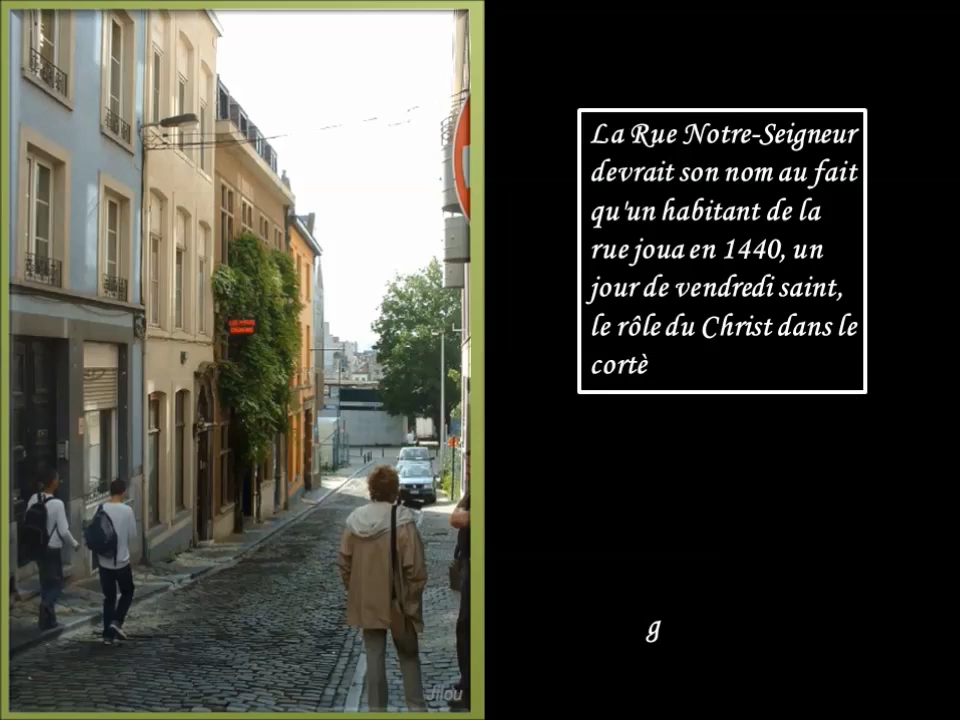 La Rue Notre-Seigneur
devrait son nom au fait
qu'un habitant de la
rue joua en 1440, un
jour de vendredi saint,
le rôle du Christ dans le
cortè
g
Jilou